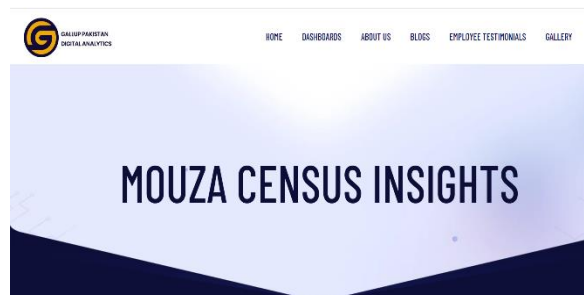 GALLUP PAKISTAN
DIGITAL ANALYTICS
HOME DASHBOARDS ABOUT US BLOGS EMPLOYEE TESTIMONIALS GALLERY
MOUZA CENSUS INSIGHTS